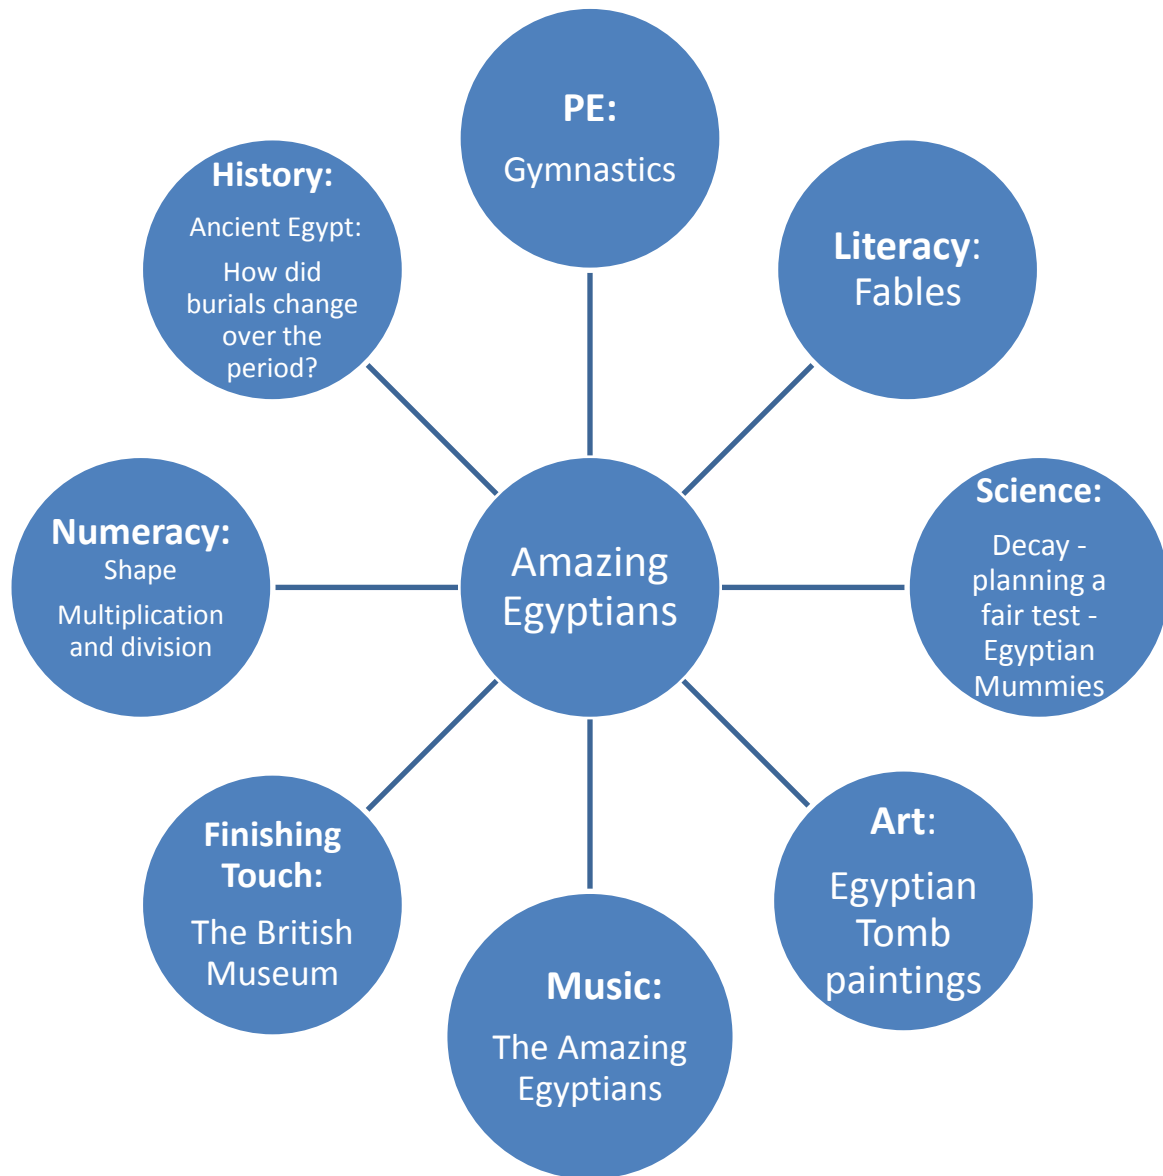 PE:
Gymnastics
Literacy:
Fables
Science:
Decay -
planning a
fair test -
Egyptian
Mummies
Art:
Egyptian
Tomb
paintings
Music:
The Amazing
Egyptians
Finishing
Touch:
The British
Museum
Numeracy:
Shape
Multiplication
and division
History:
Ancient Egypt:
How did
burials change
over the
period?
Amazing
Egyptians